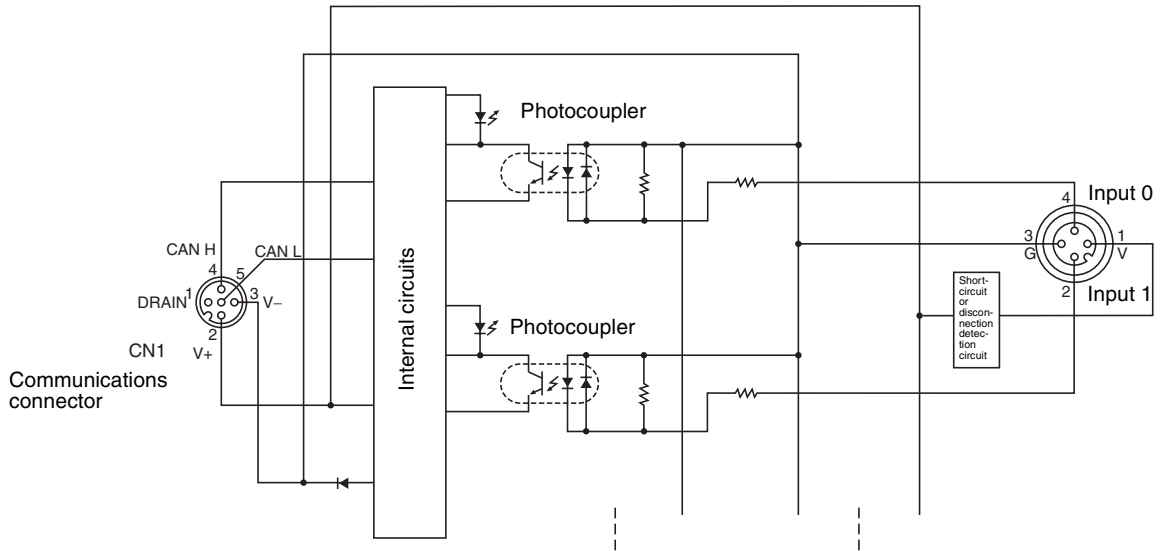 Photocoupler
Input 0
4
3
G
1
V
2
Input 1
Internal circuits
CAN H
CAN L
4
5
DRAIN
1
3
V–
2
CN1
V+
Communications
connector
Photocoupler
Short-
circuit
or
discon-
nection
detec-
tion
circuit